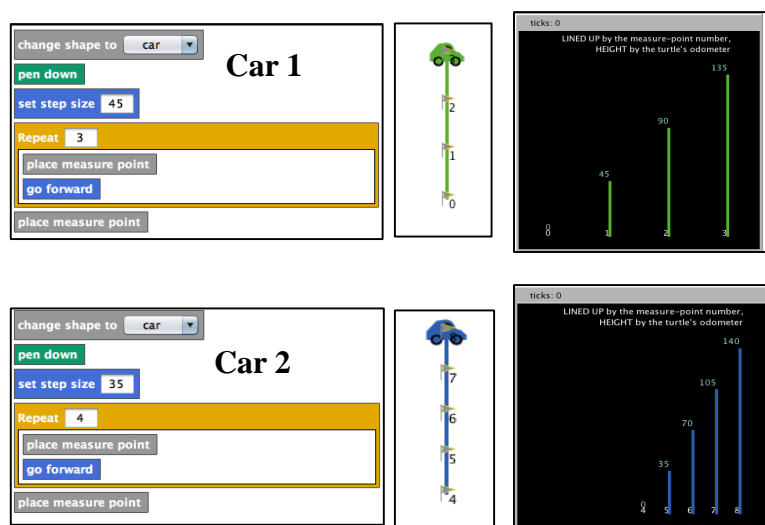 change shape to car
Car 1
pen down
set step size 45
Repeat 3
place measure point
go forward
place measure point
2
1
0
ticks: 0
LINED UP by the measure-point number,
HEIGHT by the turtle's odometer
135
90
45
0
0 1 2 3
change shape to car
Car 2
pen down
set step size 35
Repeat 4
place measure point
go forward
place measure point
7
6
5
4
ticks: 0
LINED UP by the measure-point number,
HEIGHT by the turtle's odometer
140
105
70
35
0
4 5 6 7 8